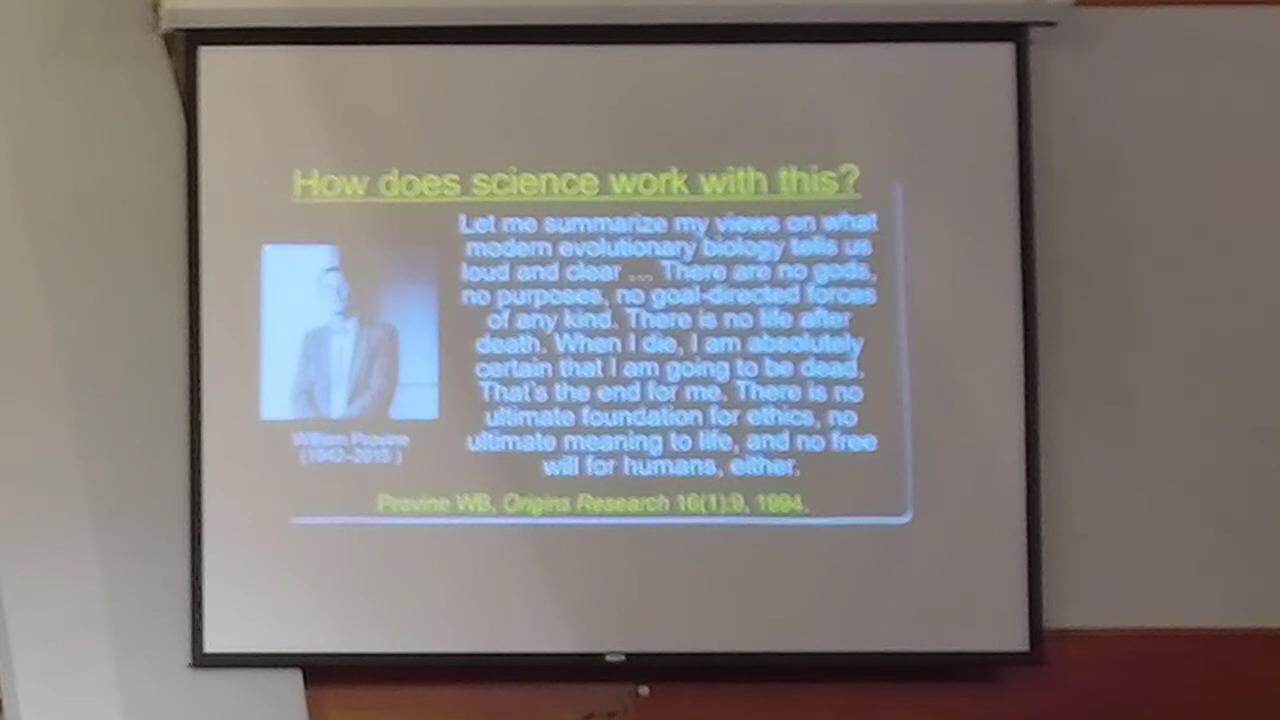 How does science work with this?
Let me summarize my views on what
modern evolutionary biology tells us
loud and clear ... There are no gods,
no purposes, no goal-directed forces
of any kind. There is no life after
death. When I die, I am absolutely
certain that I am going to be dead.
That's the end for me. There is no
ultimate foundation for ethics, no
ultimate meaning to life, and no free
will for humans, either.
William Provine
(1942–2015 )
Provine WB, Origins Research 16(1):9, 1994.